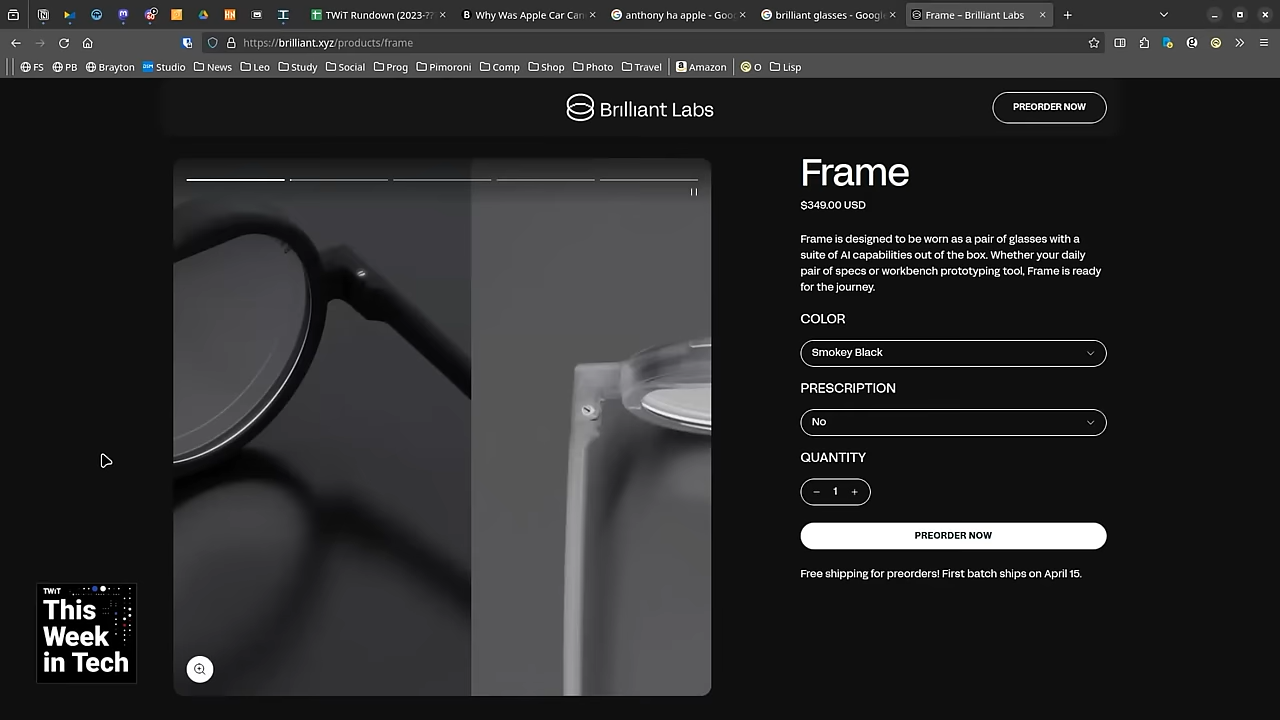 TWiT Rundown (2023-??
Why Was Apple Car Can
anthony ha apple - Goo
brilliant glasses - Google
Frame – Brilliant Labs
https://brilliant.xyz/products/frame
FS
PB
Brayton
Studio
News
Leo
Study
Social
Prog
Pimoroni
Comp
Shop
Photo
Travel
Amazon
O
Lisp
Brilliant Labs
PREORDER NOW
Frame
$349.00 USD
Frame is designed to be worn as a pair of glasses with a
suite of AI capabilities out of the box. Whether your daily
pair of specs or workbench prototyping tool, Frame is ready
for the journey.
COLOR
Smokey Black
PRESCRIPTION
No
QUANTITY
− 1 +
PREORDER NOW
Free shipping for preorders! First batch ships on April 15.
TWiT
This
Week
in Tech